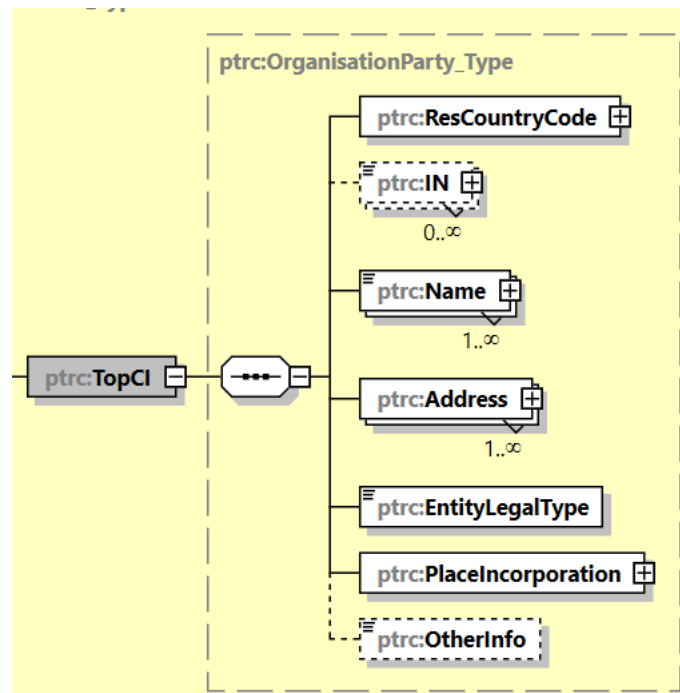 ptrc:OrganisationParty_Type
ptrc:ResCountryCode
ptrc:IN
0..∞
ptrc:Name
1..∞
ptrc:TopCI
ptrc:Address
1..∞
ptrc:EntityLegalType
ptrc:PlaceIncorporation
ptrc:OtherInfo